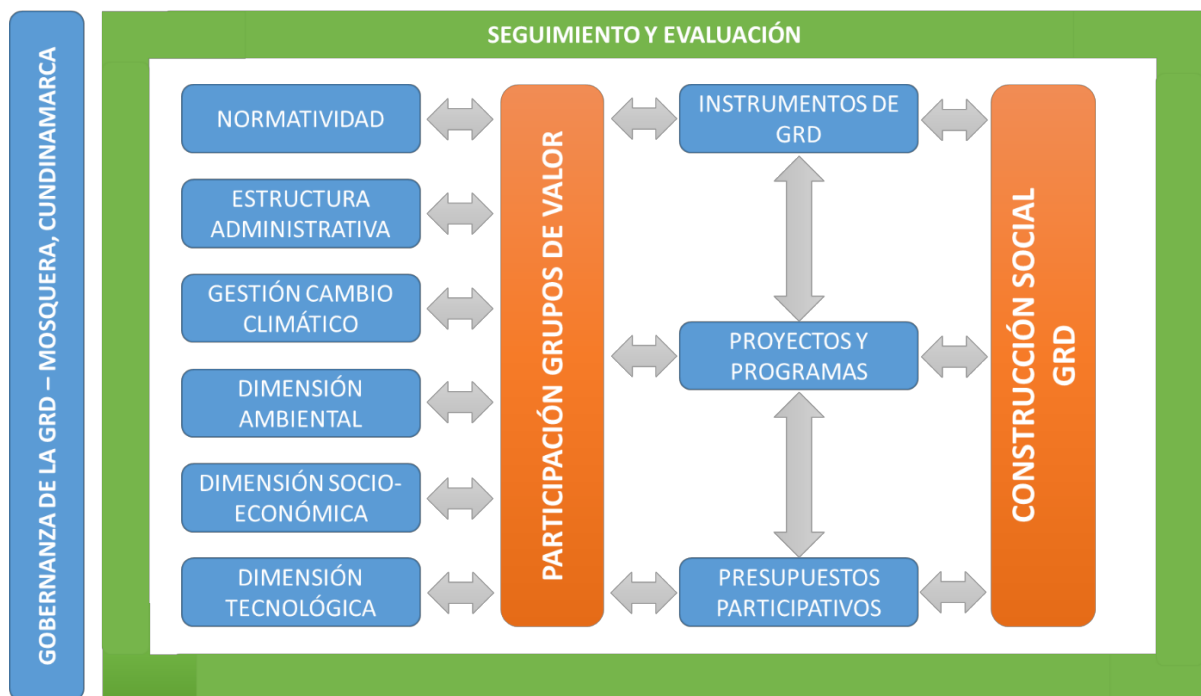 GOBERNANZA DE LA GRD – MOSQUERA, CUNDINAMARCA
SEGUIMIENTO Y EVALUACIÓN
NORMATIVIDAD
ESTRUCTURA
ADMINISTRATIVA
GESTIÓN CAMBIO
CLIMÁTICO
DIMENSIÓN
AMBIENTAL
DIMENSIÓN SOCIO-
ECONÓMICA
DIMENSIÓN
TECNOLÓGICA
PARTICIPACIÓN GRUPOS DE VALOR
INSTRUMENTOS DE
GRD
PROYECTOS Y
PROGRAMAS
PRESUPUESTOS
PARTICIPATIVOS
CONSTRUCCIÓN SOCIAL
GRD